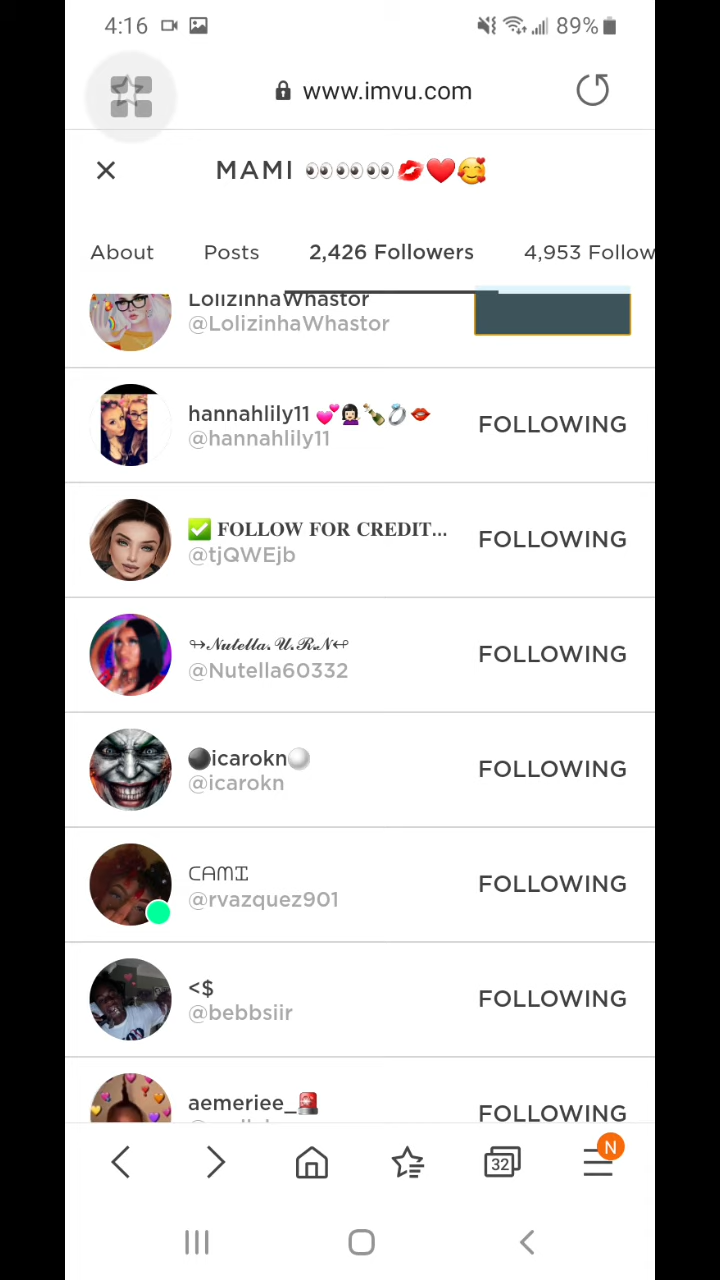 4:16 89%
www.imvu.com
MAMI 👀👀👀💋❤️🥰
About Posts 2,426 Followers 4,953 Follow
LolizinhaWhastor
@LolizinhaWhastor
hannahlily11 💕💇🏻‍♀️🍾💍👄
@hannahlily11
FOLLOWING
✅ 𝐅𝐎𝐋𝐋𝐎𝐖 𝐅𝐎𝐑 𝐂𝐑𝐄𝐃𝐈𝐓...
@tjQWEjb
FOLLOWING
↬𝒩𝓊𝓉𝑒𝓁𝓁𝒶.𝒰.ℛ.𝒩↫
@Nutella60332
FOLLOWING
⚫icarokn⚪
@icarokn
FOLLOWING
ᑕᗩᗰᏆ
@rvazquez901
FOLLOWING
<$
@bebbsiir
FOLLOWING
aemeriee_🚨
FOLLOWING
32
N